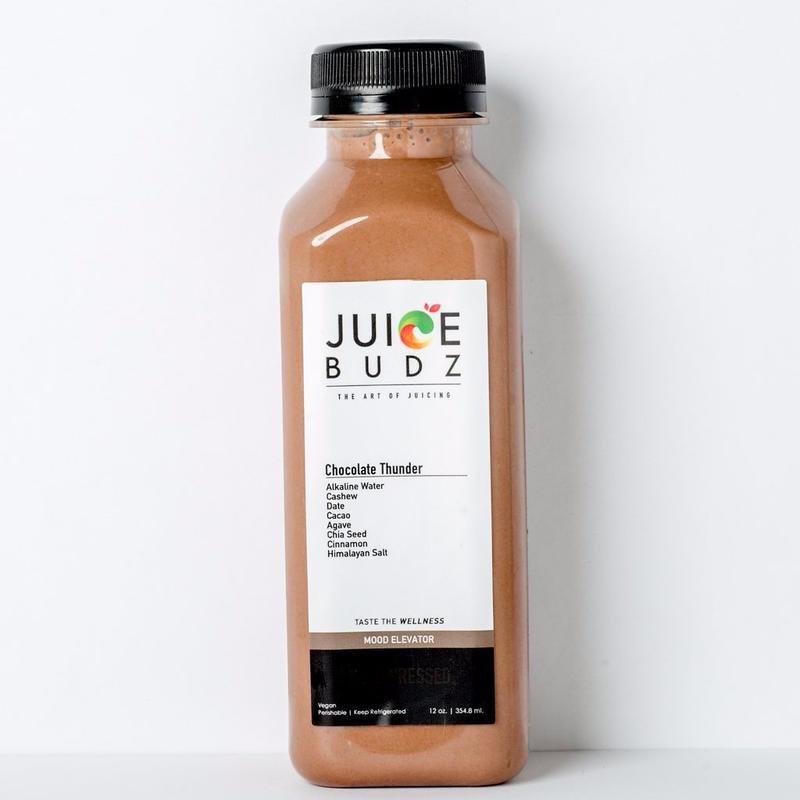 JUICE
BUDZ
THE ART OF JUICING
Chocolate Thunder
Alkaline Water
Cashew
Date
Cacao
Agave
Chia Seed
Cinnamon
Himalayan Salt
TASTE THE WELLNESS
MOOD ELEVATOR
Vegan
Perishable | Keep Refrigerated 12 oz. | 354.8 ml.